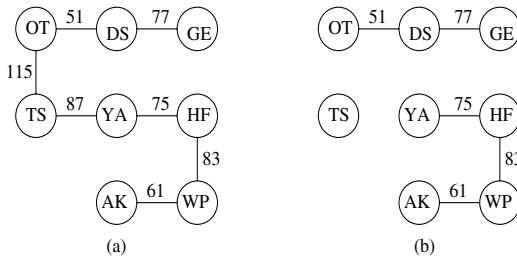 51 77
OT DS GE
115
87 75
TS YA HF
83
61
AK WP
(a)
51 77
OT DS GE
75
TS YA HF
83
61
AK WP
(b)